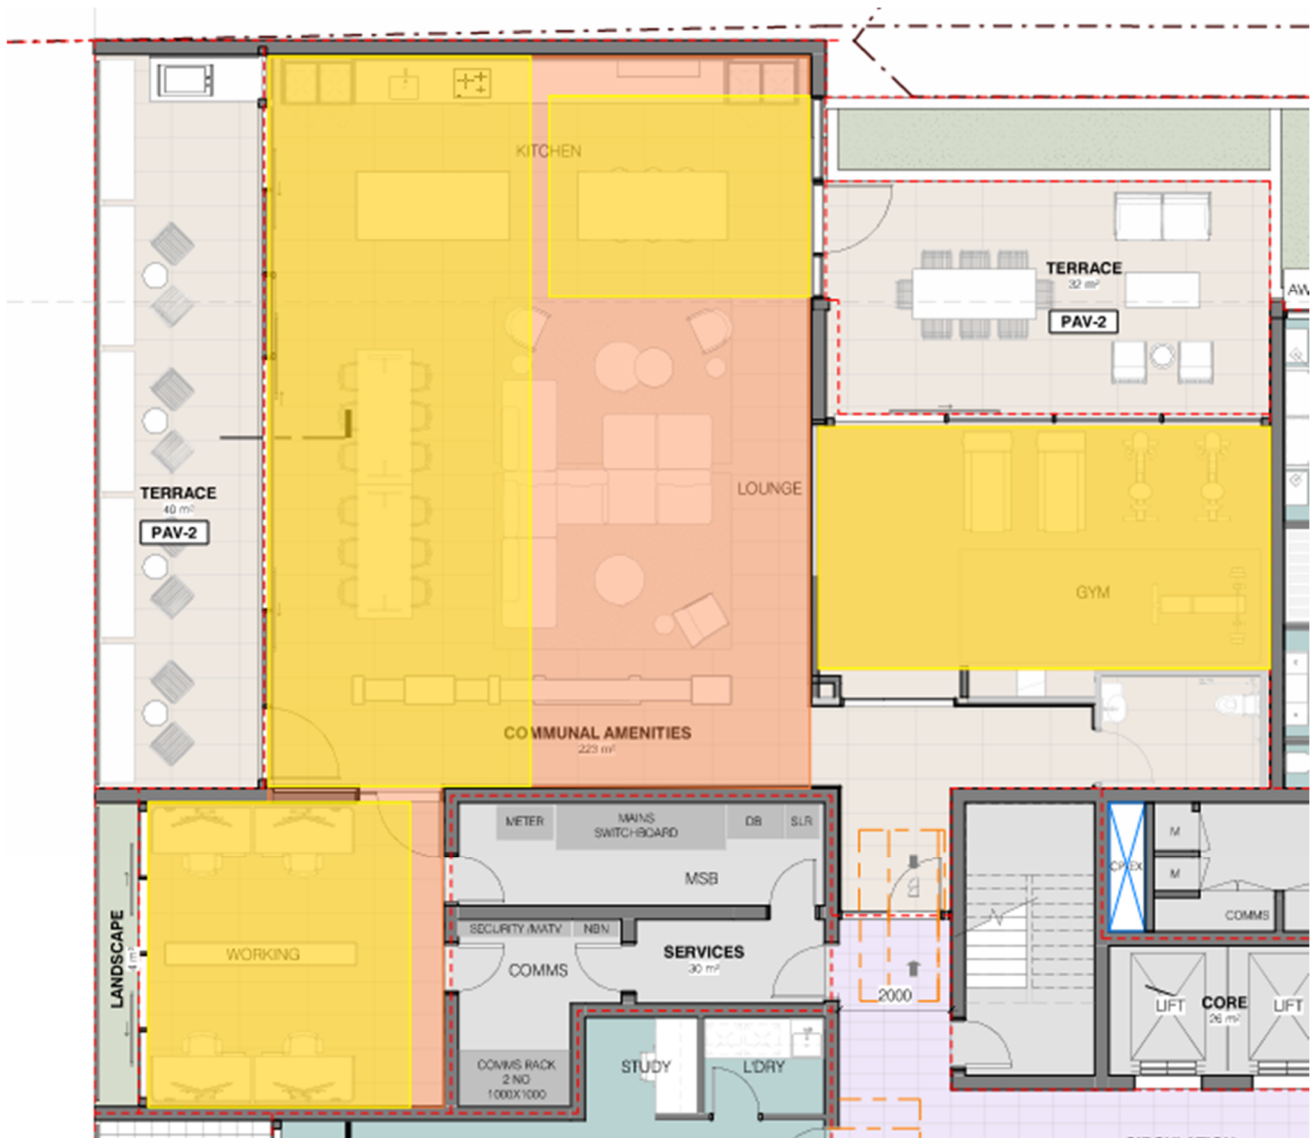 KITCHEN
TERRACE
32 m²
PAV-2
AW
LOUNGE
TERRACE
40 m²
PAV-2
GYM
COMMUNAL AMENITIES
223 m²
METER
MAINS
SWITCHBOARD
DB
SLR
MSB
M
M
COMMS
SECURITY /MATV
NBN
COMMS
SERVICES
30 m²
WORKING
LANDSCAPE
4 m²
2000
LIFT
CORE
26 m²
LIFT
COMMS RACK
2 NO
1000X1000
STUDY
L'DRY